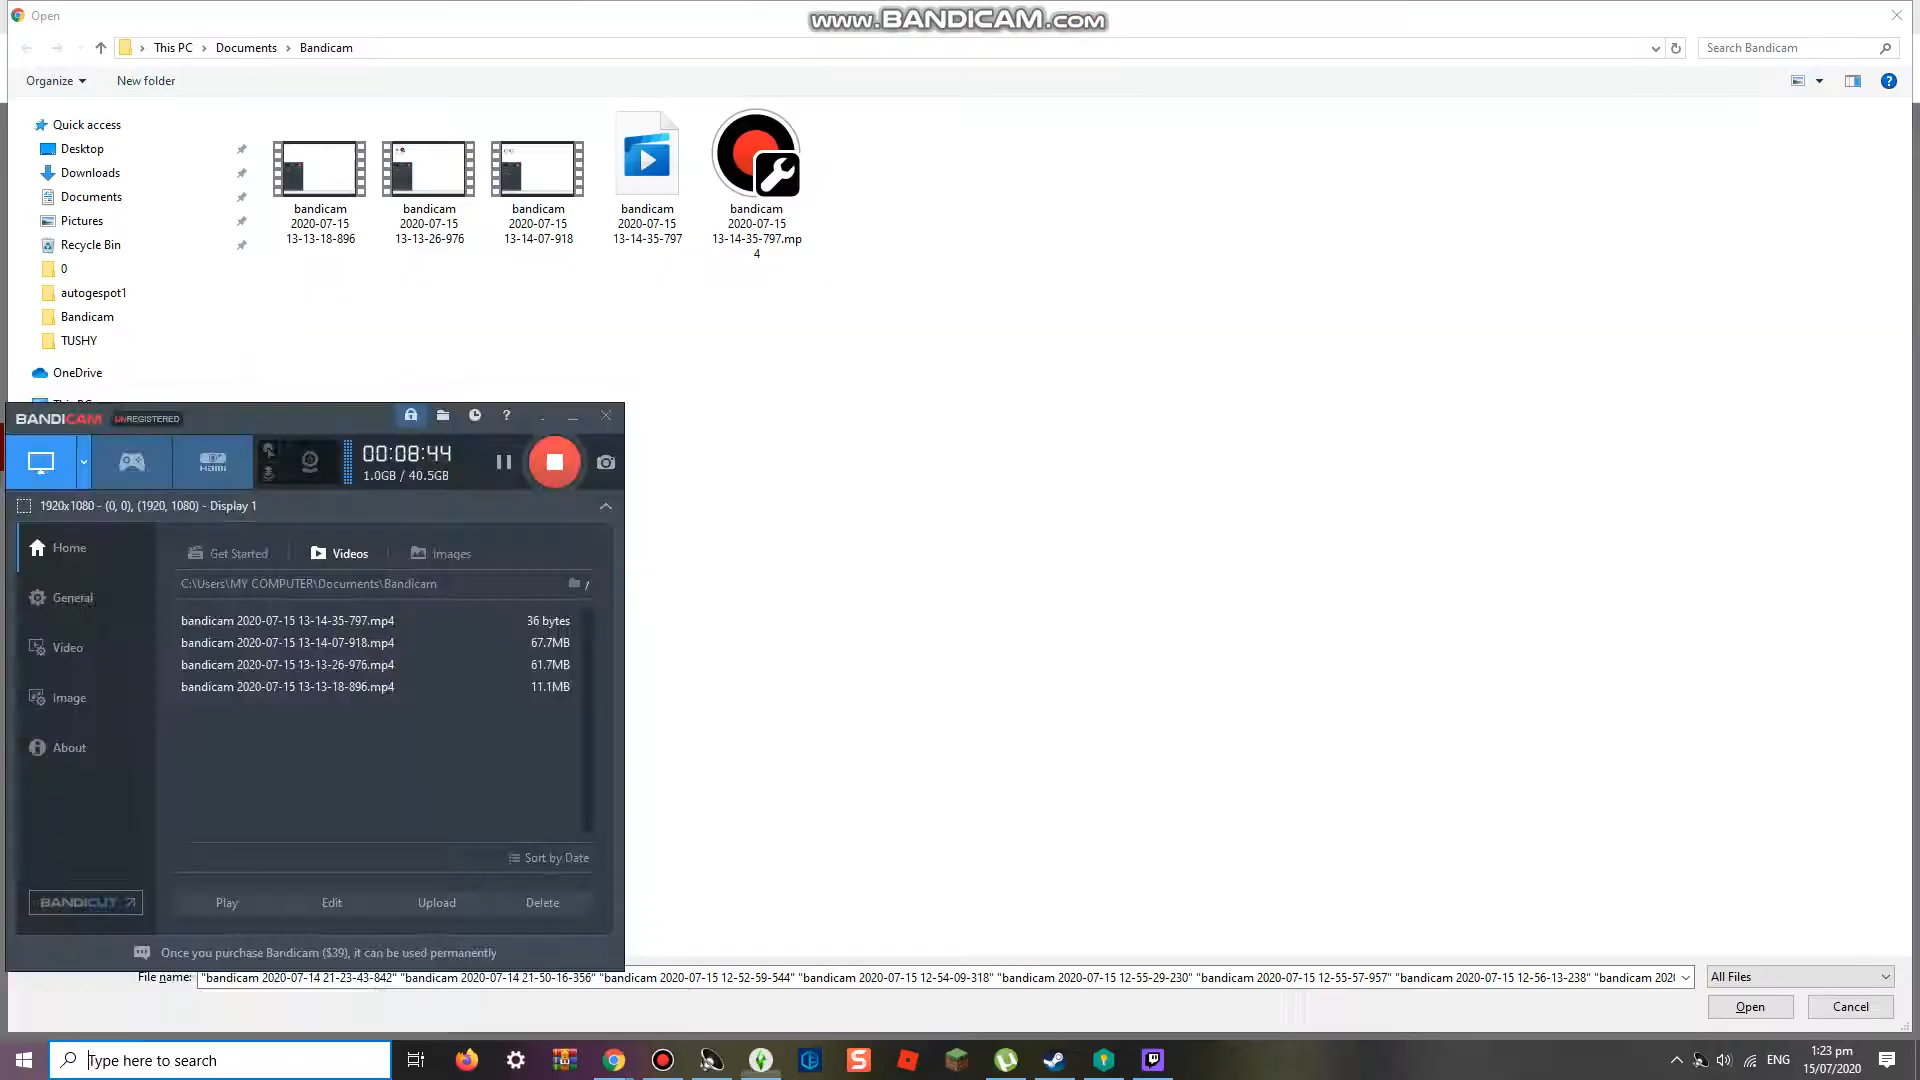 Open
www.BANDICAM.com
This PC > Documents > Bandicam
Search Bandicam
Organize
New folder
Quick access
Desktop
Downloads
Documents
Pictures
Recycle Bin
0
autogespot1
Bandicam
TUSHY
OneDrive
bandicam
2020-07-15
13-13-18-896
bandicam
2020-07-15
13-13-26-976
bandicam
2020-07-15
13-14-07-918
bandicam
2020-07-15
13-14-35-797
bandicam
2020-07-15
13-14-35-797.mp
4
BANDICAM UNREGISTERED
?
HDMI
00:08:44
1.0GB / 40.5GB
1920x1080 - (0, 0), (1920, 1080) - Display 1
Home
General
Video
Image
About
BANDICUT
Get Started
Videos
Images
C:\Users\MY COMPUTER\Documents\Bandicam
bandicam 2020-07-15 13-14-35-797.mp4 36 bytes
bandicam 2020-07-15 13-14-07-918.mp4 67.7MB
bandicam 2020-07-15 13-13-26-976.mp4 61.7MB
bandicam 2020-07-15 13-13-18-896.mp4 11.1MB
Sort by Date
Play Edit Upload Delete
Once you purchase Bandicam ($39), it can be used permanently
File name: "bandicam 2020-07-14 21-23-43-842" "bandicam 2020-07-14 21-50-16-356" "bandicam 2020-07-15 12-52-59-544" "bandicam 2020-07-15 12-54-09-318" "bandicam 2020-07-15 12-55-29-230" "bandicam 2020-07-15 12-55-57-957" "bandicam 2020-07-15 12-56-13-238" "bandicam 202
All Files
Open
Cancel
Type here to search
ENG
1:23 pm
15/07/2020